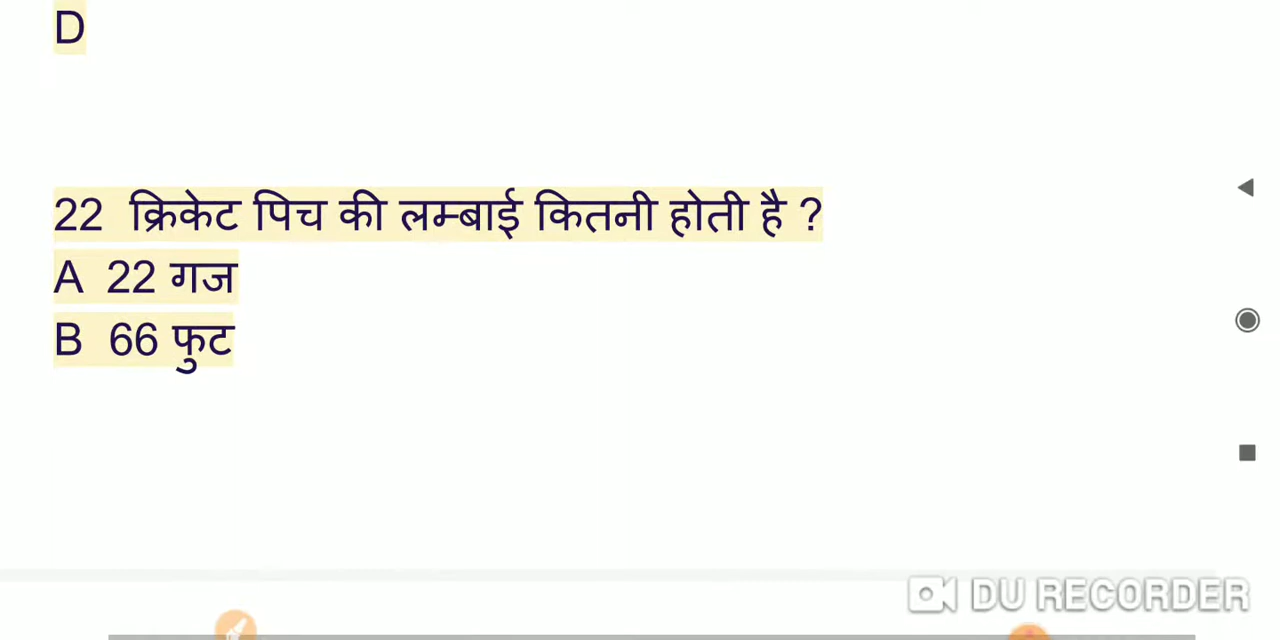 D
22 क्रिकेट पिच की लम्बाई कितनी होती है ?
A 22 गज
B 66 फुट
DU RECORDER